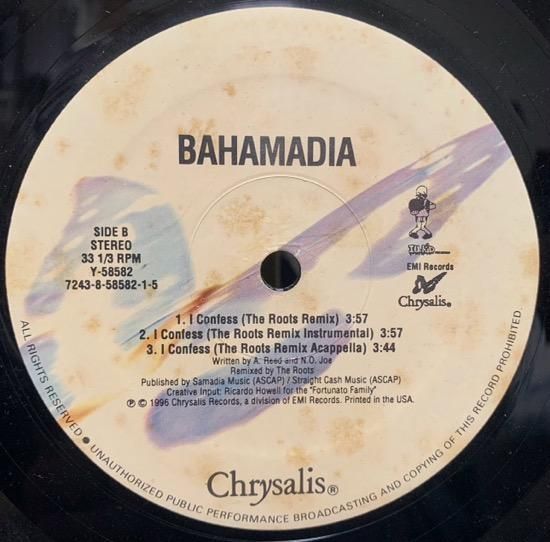 BAHAMADIA
SIDE B
STEREO
33 1/3 RPM
Y-58582
7243-8-58582-1-5
EMI Records
Chrysalis®
1. I Confess (The Roots Remix) 3:57
2. I Confess (The Roots Remix Instrumental) 3:57
3. I Confess (The Roots Remix Acappella) 3:44
Written by A. Reed and N.O. Joe
Remixed by The Roots
Published by Samadia Music (ASCAP) / Straight Cash Music (ASCAP)
Creative Input: Ricardo Howell for the "Fortunato Family"
℗ © 1996 Chrysalis Records, a division of EMI Records. Printed in the USA.
Chrysalis®
ALL RIGHTS RESERVED ● UNAUTHORIZED PUBLIC PERFORMANCE BROADCASTING AND COPYING OF THIS RECORD PROHIBITED.